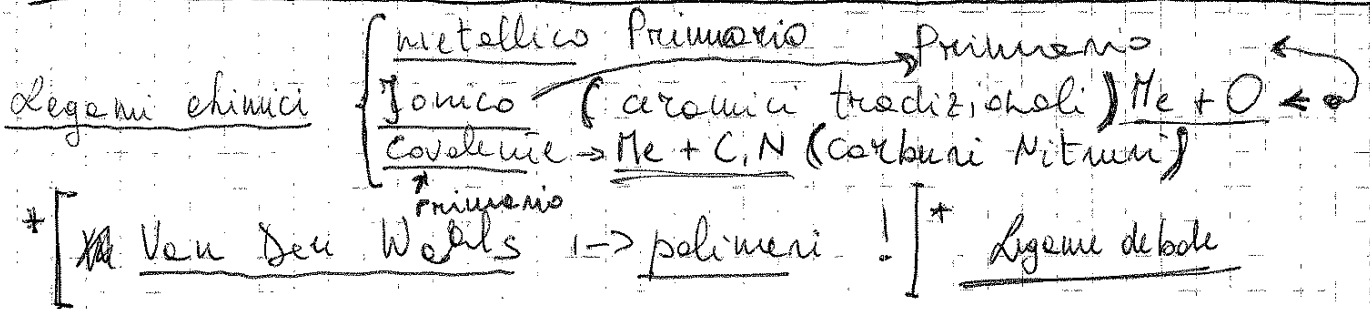 metallico Primario Primario
Legami chimici { Ionico (ceramici tradizionali) Me + O
covalente → Me + C, N (Carburi Nitruri)
Primario
*[ Van Der Waals → polimeri ! ]* Legame debole